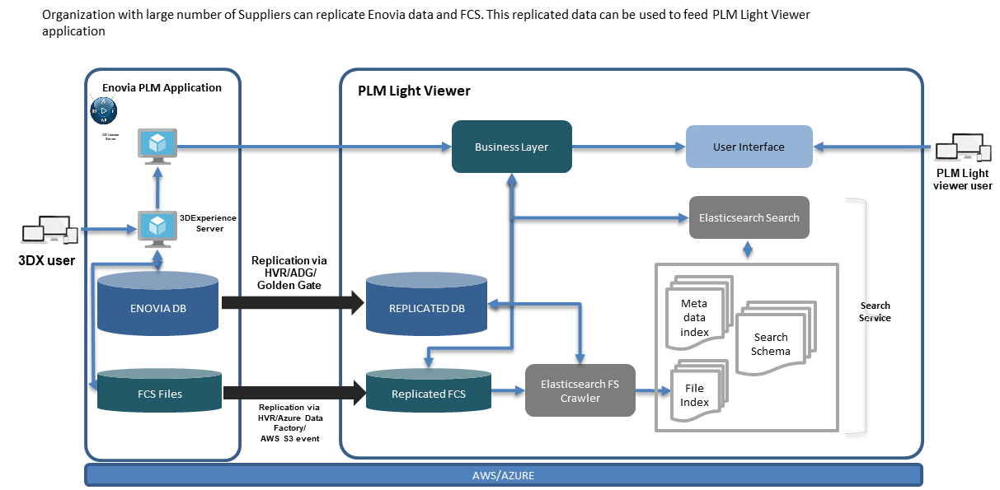 Organization with large number of Suppliers can replicate Enovia data and FCS. This replicated data can be used to feed PLM Light Viewer
application
Enovia PLM Application
PLM Light Viewer
Server
Business Layer
User Interface
PLM Light
viewer user
3DExperience
Server
Elasticsearch Search
3DX user
Replication via
HVR/ADG/
Golden Gate
ENOVIA DB
REPLICATED DB
Meta
data
index
Search
Schema
Search
Service
FCS Files
Replicated FCS
Elasticsearch FS
Crawler
File
Index
Replication via
HVR/Azure Data
Factory/
AWS S3 event
AWS/AZURE